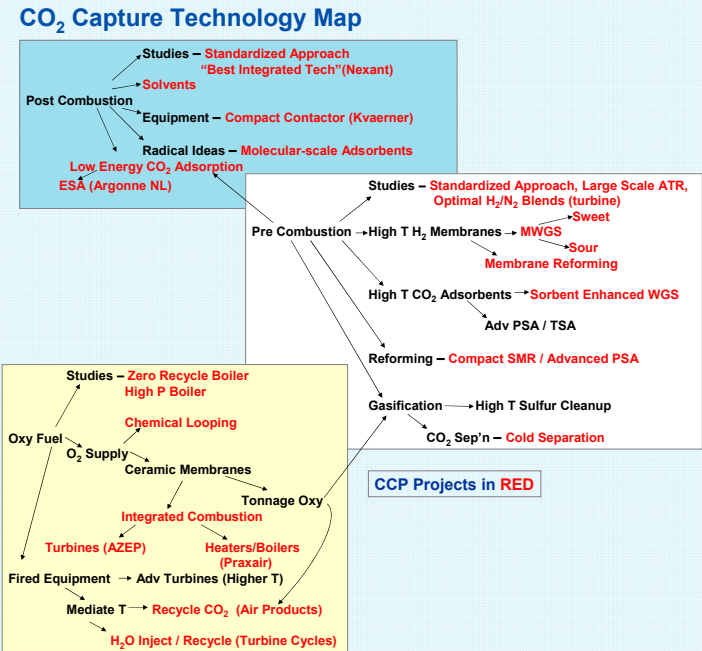 CO₂ Capture Technology Map
Studies – Standardized Approach
“Best Integrated Tech”(Nexant)
Solvents
Post Combustion
Equipment – Compact Contactor (Kvaerner)
Radical Ideas – Molecular-scale Adsorbents
Low Energy CO₂ Adsorption
ESA (Argonne NL)
Studies – Standardized Approach, Large Scale ATR,
Optimal H₂/N₂ Blends (turbine)
Sweet
Pre Combustion
High T H₂ Membranes
MWGS
Sour
Membrane Reforming
High T CO₂ Adsorbents
Sorbent Enhanced WGS
Adv PSA / TSA
Reforming – Compact SMR / Advanced PSA
Gasification
High T Sulfur Cleanup
CO₂ Sep’n – Cold Separation
Studies – Zero Recycle Boiler
High P Boiler
Chemical Looping
Oxy Fuel
O₂ Supply
Ceramic Membranes
Tonnage Oxy
Integrated Combustion
Turbines (AZEP)
Heaters/Boilers
(Praxair)
Fired Equipment
Adv Turbines (Higher T)
Mediate T
Recycle CO₂ (Air Products)
H₂O Inject / Recycle (Turbine Cycles)
CCP Projects in RED